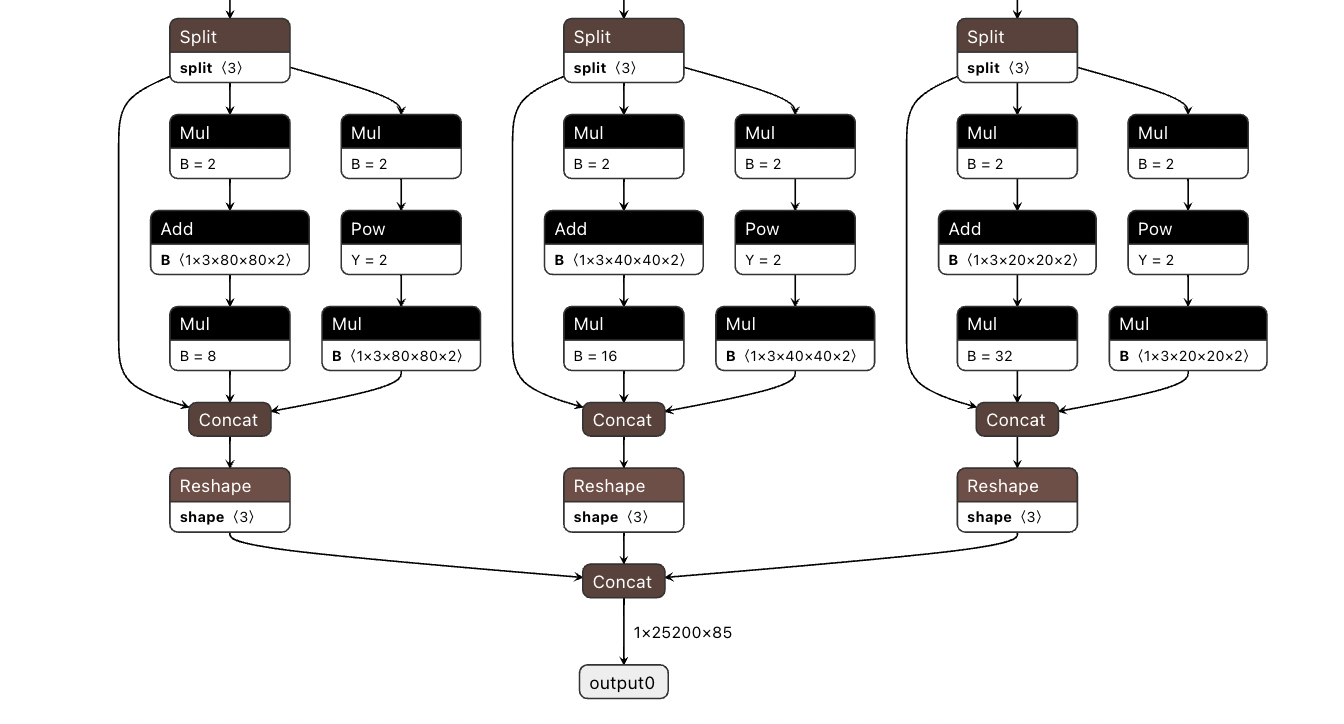 Split
split ⟨3⟩
Mul
B = 2
Mul
B = 2
Add
B ⟨1×3×80×80×2⟩
Pow
Y = 2
Mul
B = 8
Mul
B ⟨1×3×80×80×2⟩
Concat
Reshape
shape ⟨3⟩
Split
split ⟨3⟩
Mul
B = 2
Mul
B = 2
Add
B ⟨1×3×40×40×2⟩
Pow
Y = 2
Mul
B = 16
Mul
B ⟨1×3×40×40×2⟩
Concat
Reshape
shape ⟨3⟩
Split
split ⟨3⟩
Mul
B = 2
Mul
B = 2
Add
B ⟨1×3×20×20×2⟩
Pow
Y = 2
Mul
B = 32
Mul
B ⟨1×3×20×20×2⟩
Concat
Reshape
shape ⟨3⟩
Concat
1×25200×85
output0